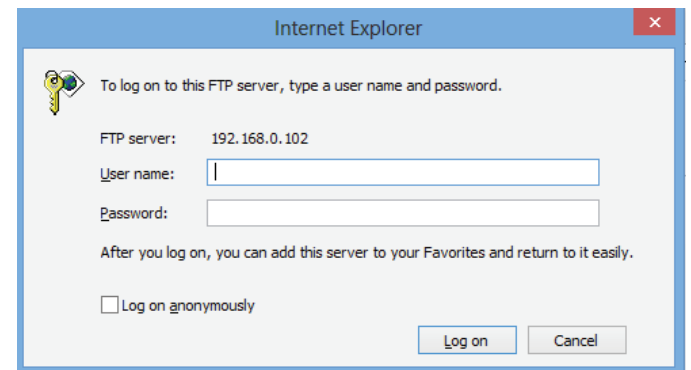 Internet Explorer
To log on to this FTP server, type a user name and password.
FTP server: 192.168.0.102
User name:
Password:
After you log on, you can add this server to your Favorites and return to it easily.
Log on anonymously
Log on Cancel